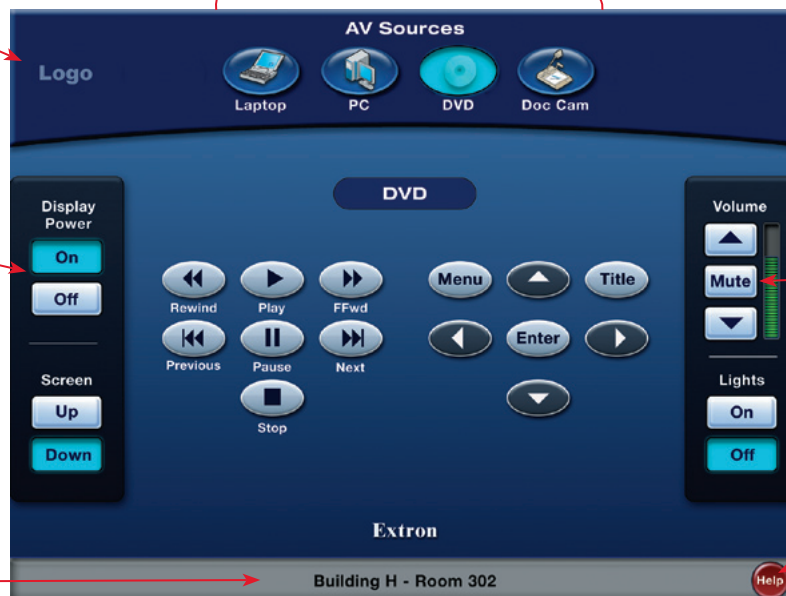 AV Sources
Logo
Laptop
PC
DVD
Doc Cam
DVD
Display
Power
On
Off
Screen
Up
Down
Rewind
Play
FFwd
Previous
Pause
Next
Stop
Menu
Title
Enter
Volume
Mute
Lights
On
Off
Extron
Building H - Room 302
Help